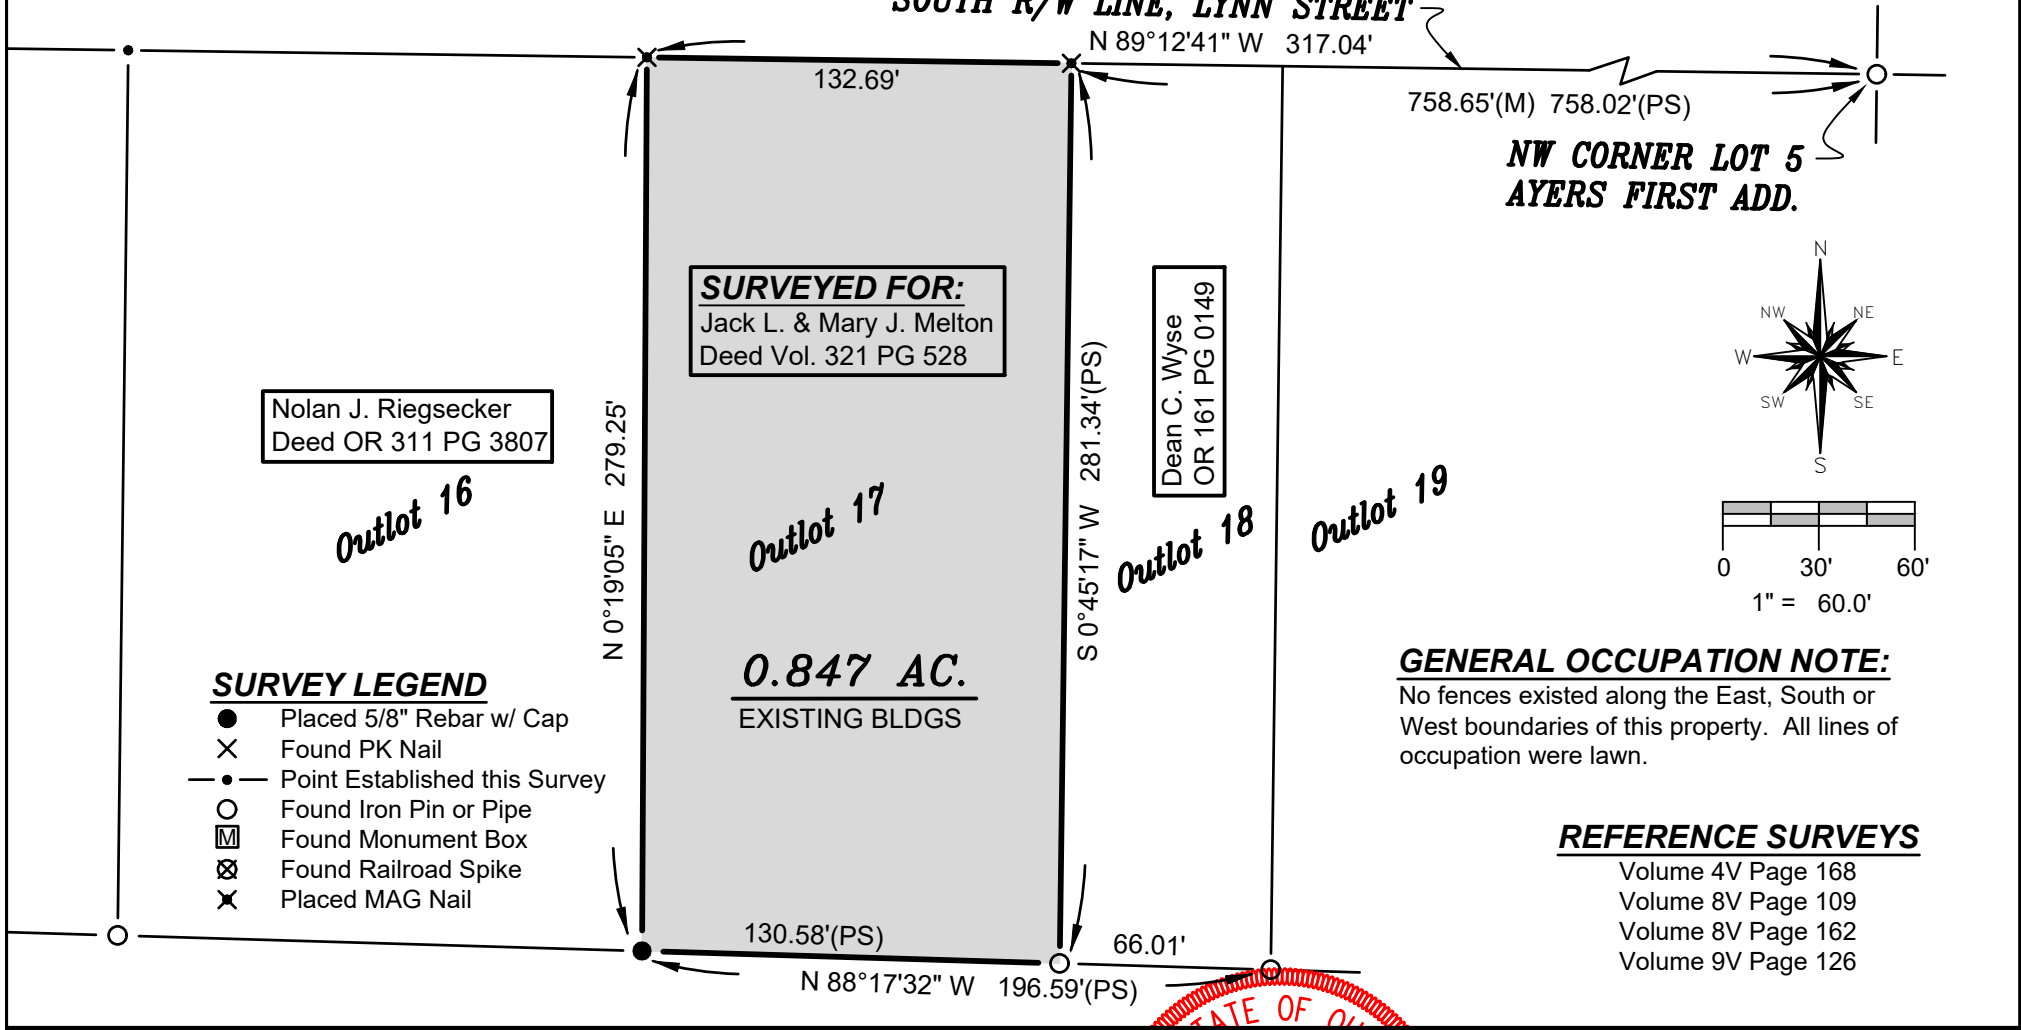 SOUTH R/W LINE, LYNN STREET
N 89°12'41" W 317.04'
132.69'
758.65'(M) 758.02'(PS)
NW CORNER LOT 5
AYERS FIRST ADD.
N
NW NE
W E
SW SE
S
0 30' 60'
1" = 60.0'
SURVEYED FOR:
Jack L. & Mary J. Melton
Deed Vol. 321 PG 528
Nolan J. Riegsecker
Deed OR 311 PG 3807
Dean C. Wyse
OR 161 PG 0149
N 0°19'05" E 279.25'
S 0°45'17" W 281.34'(PS)
Outlot 16
Outlot 17
Outlot 18
Outlot 19
0.847 AC.
EXISTING BLDGS
SURVEY LEGEND
Placed 5/8" Rebar w/ Cap
Found PK Nail
Point Established this Survey
Found Iron Pin or Pipe
M Found Monument Box
Found Railroad Spike
Placed MAG Nail
GENERAL OCCUPATION NOTE:
No fences existed along the East, South or
West boundaries of this property. All lines of
occupation were lawn.
REFERENCE SURVEYS
Volume 4V Page 168
Volume 8V Page 109
Volume 8V Page 162
Volume 9V Page 126
130.58'(PS)
66.01'
N 88°17'32" W 196.59'(PS)
OF